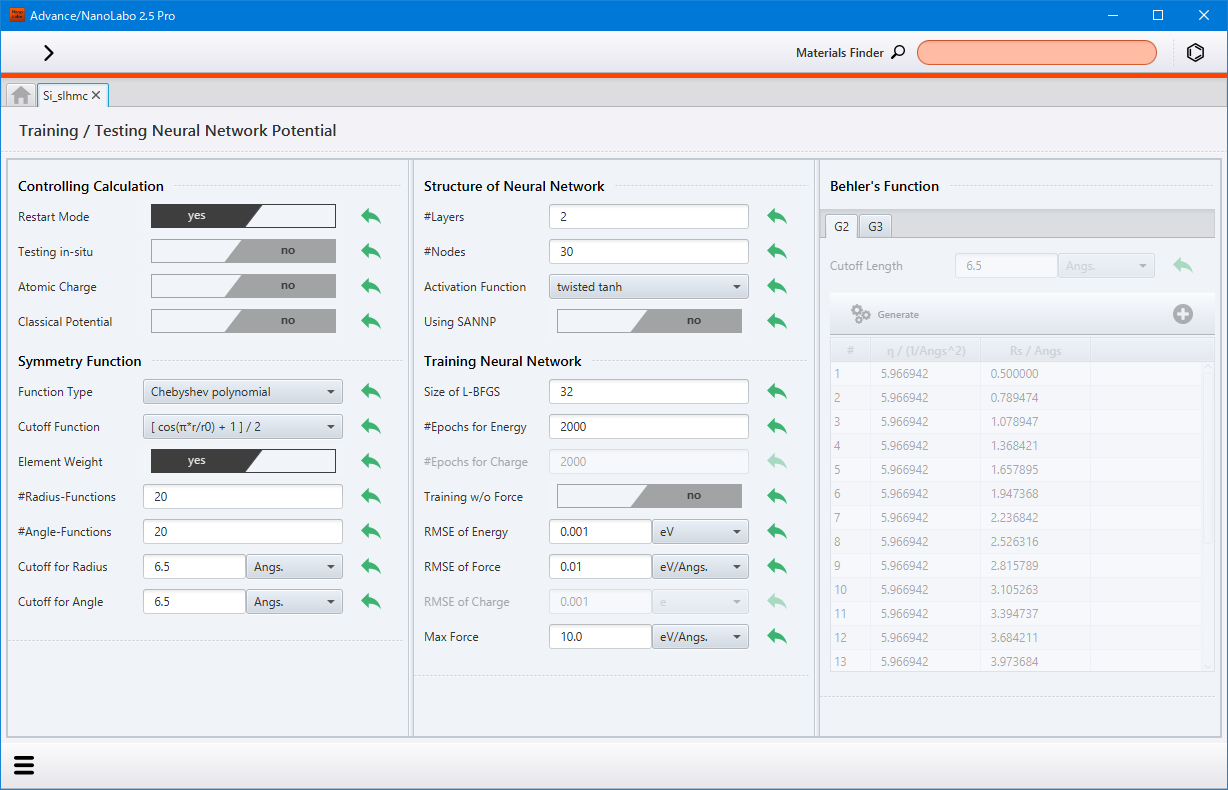 Advance/NanoLabo 2.5 Pro
Materials Finder
Si_slhmc
Training / Testing Neural Network Potential
Controlling Calculation
Restart Mode yes
Testing in-situ no
Atomic Charge no
Classical Potential no
Symmetry Function
Function Type Chebyshev polynomial
Cutoff Function [ cos(π*r/r0) + 1 ] / 2
Element Weight yes
#Radius-Functions 20
#Angle-Functions 20
Cutoff for Radius 6.5 Angs.
Cutoff for Angle 6.5 Angs.
Structure of Neural Network
#Layers 2
#Nodes 30
Activation Function twisted tanh
Using SANNP no
Training Neural Network
Size of L-BFGS 32
#Epochs for Energy 2000
#Epochs for Charge 2000
Training w/o Force no
RMSE of Energy 0.001 eV
RMSE of Force 0.01 eV/Angs.
RMSE of Charge 0.001 e
Max Force 10.0 eV/Angs.
Behler's Function
G2 G3
Cutoff Length 6.5 Angs.
Generate
# η / (1/Angs^2) Rs / Angs
1 5.966942 0.500000
2 5.966942 0.789474
3 5.966942 1.078947
4 5.966942 1.368421
5 5.966942 1.657895
6 5.966942 1.947368
7 5.966942 2.236842
8 5.966942 2.526316
9 5.966942 2.815789
10 5.966942 3.105263
11 5.966942 3.394737
12 5.966942 3.684211
13 5.966942 3.973684